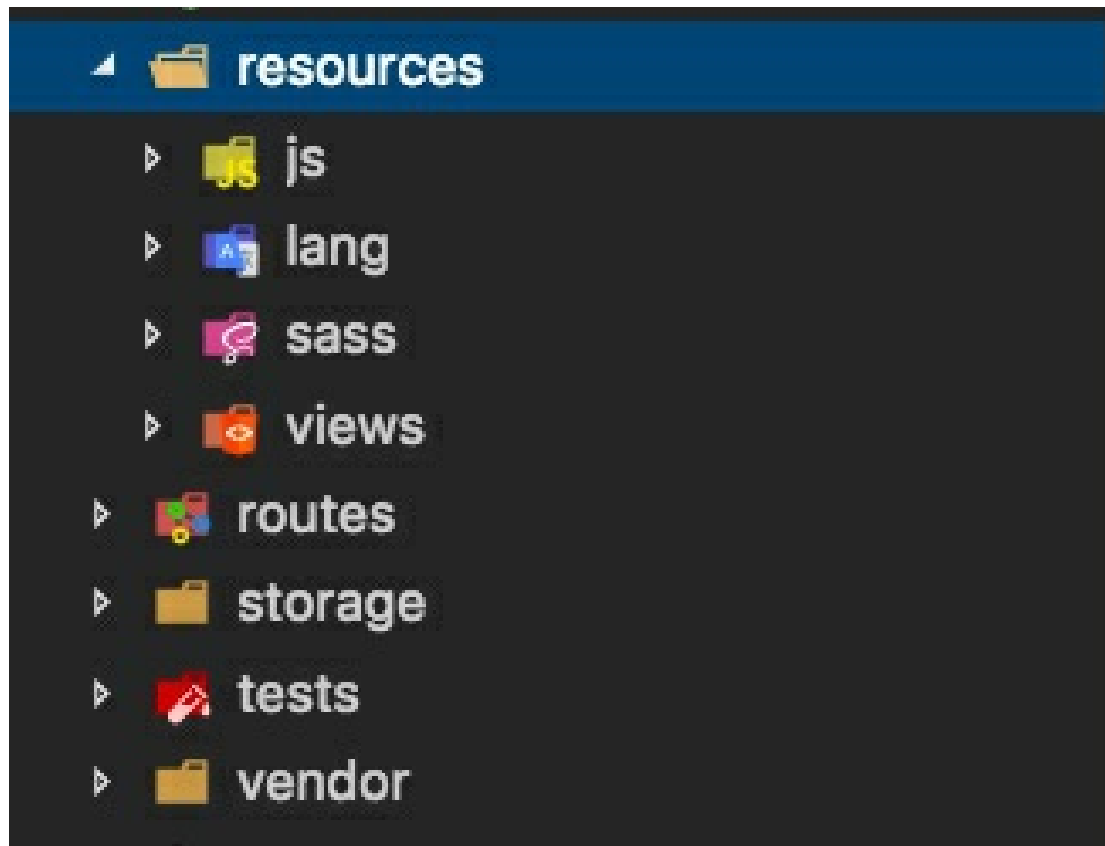 resources
js
lang
sass
views
routes
storage
tests
vendor